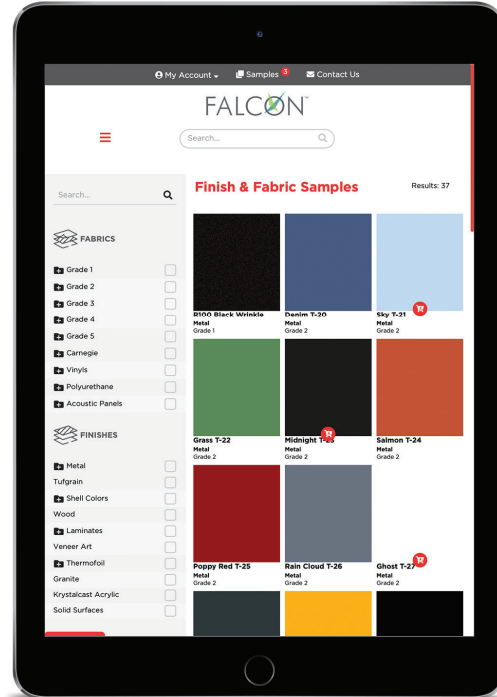 My Account
Samples 3
Contact Us
FALCON™
Search...
Search...
FABRICS
Grade 1
Grade 2
Grade 3
Grade 4
Grade 5
Carnegie
Vinyls
Polyurethane
Acoustic Panels
FINISHES
Metal
Tufgrain
Shell Colors
Wood
Laminates
Veneer Art
Thermofoil
Granite
Krystalcast Acrylic
Solid Surfaces
Finish & Fabric Samples
Results: 37
R100 Black Wrinkle
Metal
Grade 1
Denim T-20
Metal
Grade 2
Sky T-21
Metal
Grade 2
Grass T-22
Metal
Grade 2
Midnight
Metal
Grade 2
Salmon T-24
Metal
Grade 2
Poppy Red T-25
Metal
Grade 2
Rain Cloud T-26
Metal
Grade 2
Ghost T-27
Metal
Grade 2